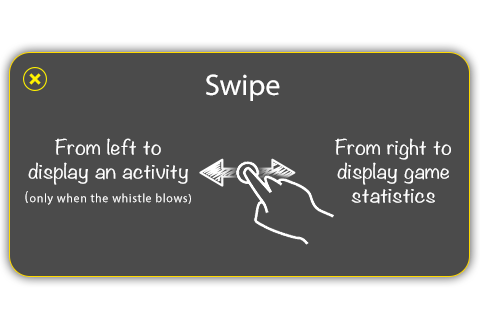 Swipe
From left to
display an activity
(only when the whistle blows)
From right to
display game
statistics